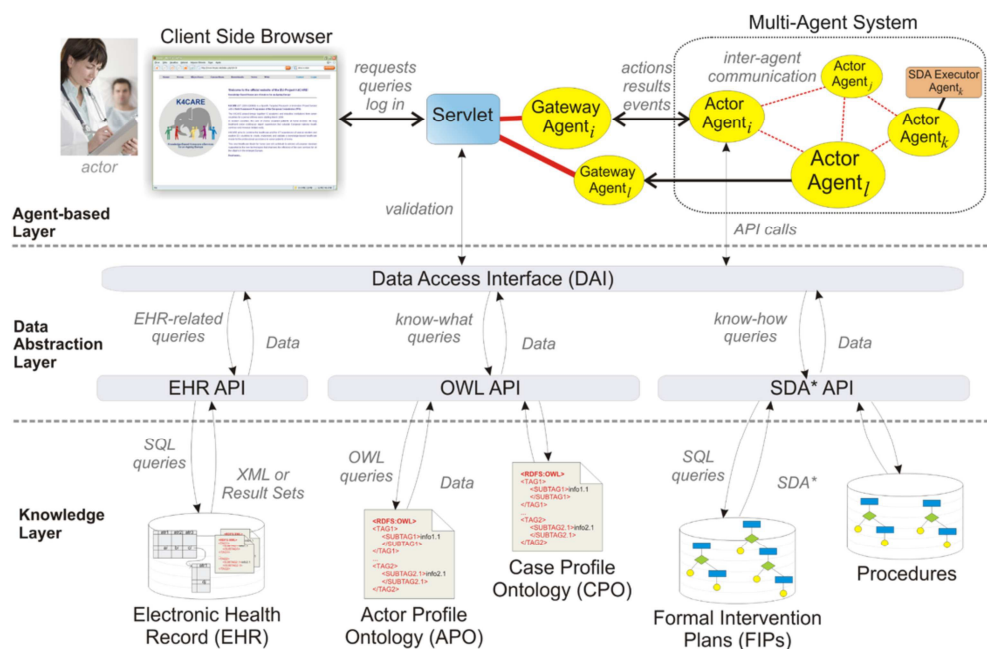 Client Side Browser
Multi-Agent System
K4CARE
actor
requests
queries
log in
Servlet
Gateway
Agenti
Gateway
Agentl
actions
results
events
inter-agent
communication
Actor
Agenti
Actor
Agentj
SDA Executor
Agentk
Actor
Agentk
Actor
Agentl
Agent-based
Layer
validation
API calls
Data Access Interface (DAI)
Data
Abstraction
Layer
EHR-related
queries
Data
know-what
queries
Data
know-how
queries
Data
EHR API
OWL API
SDA* API
Knowledge
Layer
SQL
queries
XML or
Result Sets
OWL
queries
Data
SQL
queries
SDA*
<RDFS:OWL>
<TAG1>
<SUBTAG1>info1.1
</SUBTAG1>
</TAG1>
...
<TAG2>
<SUBTAG2.1>info2.1
</SUBTAG2.1>
</TAG2>
<RDFS:OWL>
<TAG1>
<SUBTAG1>info1.1
</SUBTAG1>
</TAG1>
...
<TAG2>
<SUBTAG2.1>info2.1
</SUBTAG2.1>
</TAG2>
Electronic Health
Record (EHR)
Actor Profile
Ontology (APO)
Case Profile
Ontology (CPO)
Formal Intervention
Plans (FIPs)
Procedures